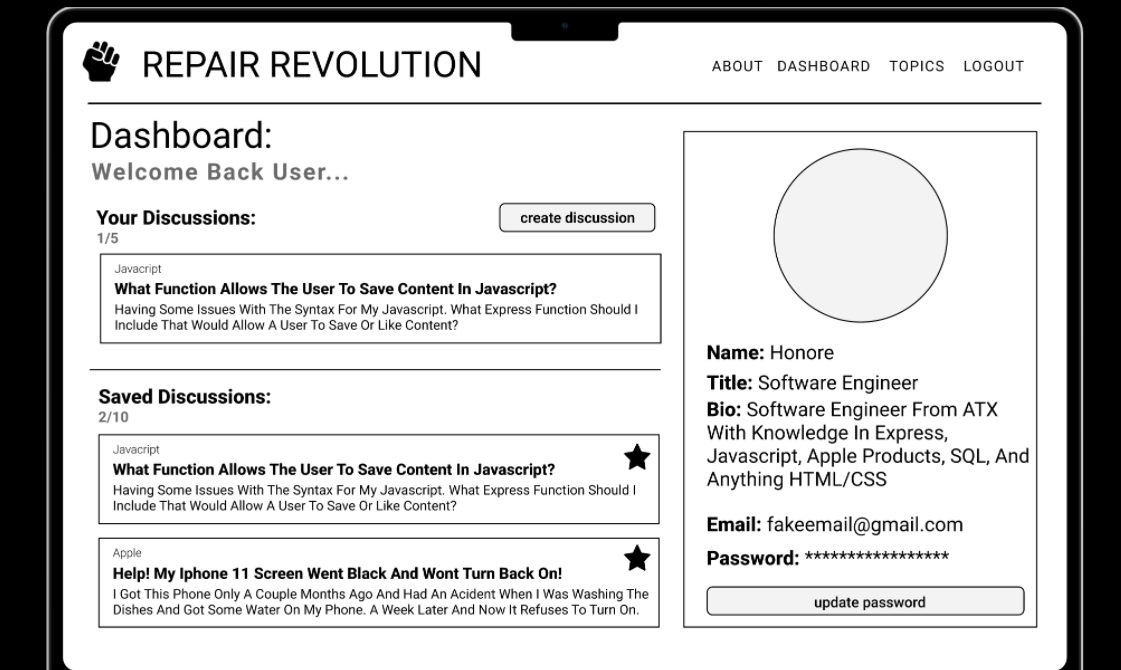 REPAIR REVOLUTION
ABOUT DASHBOARD TOPICS LOGOUT
Dashboard:
Welcome Back User...
Your Discussions:
create discussion
1/5
Javacript
What Function Allows The User To Save Content In Javascript?
Having Some Issues With The Syntax For My Javascript. What Express Function Should I
Include That Would Allow A User To Save Or Like Content?
Saved Discussions:
2/10
Javacript
What Function Allows The User To Save Content In Javascript?
Having Some Issues With The Syntax For My Javascript. What Express Function Should I
Include That Would Allow A User To Save Or Like Content?
Apple
Help! My Iphone 11 Screen Went Black And Wont Turn Back On!
I Got This Phone Only A Couple Months Ago And Had An Acident When I Was Washing The
Dishes And Got Some Water On My Phone. A Week Later And Now It Refuses To Turn On.
Name: Honore
Title: Software Engineer
Bio: Software Engineer From ATX
With Knowledge In Express,
Javascript, Apple Products, SQL, And
Anything HTML/CSS
Email: fakeemail@gmail.com
Password: *****************
update password